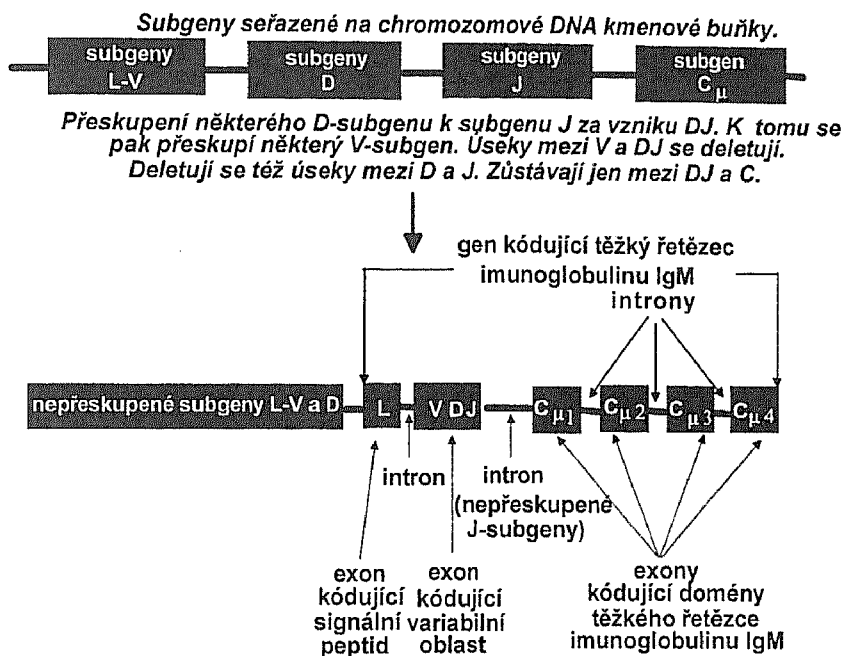 Subgeny seřazené na chromozomové DNA kmenové buňky.
subgeny L-V
subgeny D
subgeny J
subgen Cμ
Přeskupení některého D-subgenu k subgenu J za vzniku DJ. K tomu se
pak přeskupí některý V-subgen. Úseky mezi V a DJ se deletují.
Deletují se též úseky mezi D a J. Zůstávají jen mezi DJ a C.
gen kódující těžký řetězec
imunoglobulinu IgM
introny
nepřeskupené subgeny L-V a D
L
V DJ
Cμ1
Cμ2
Cμ3
Cμ4
intron
intron
(nepřeskupené
J-subgeny)
exon
kódující
signální
peptid
exon
kódující
variabilní
oblast
exony
kódující domény
těžkého řetězce
imunoglobulinu IgM